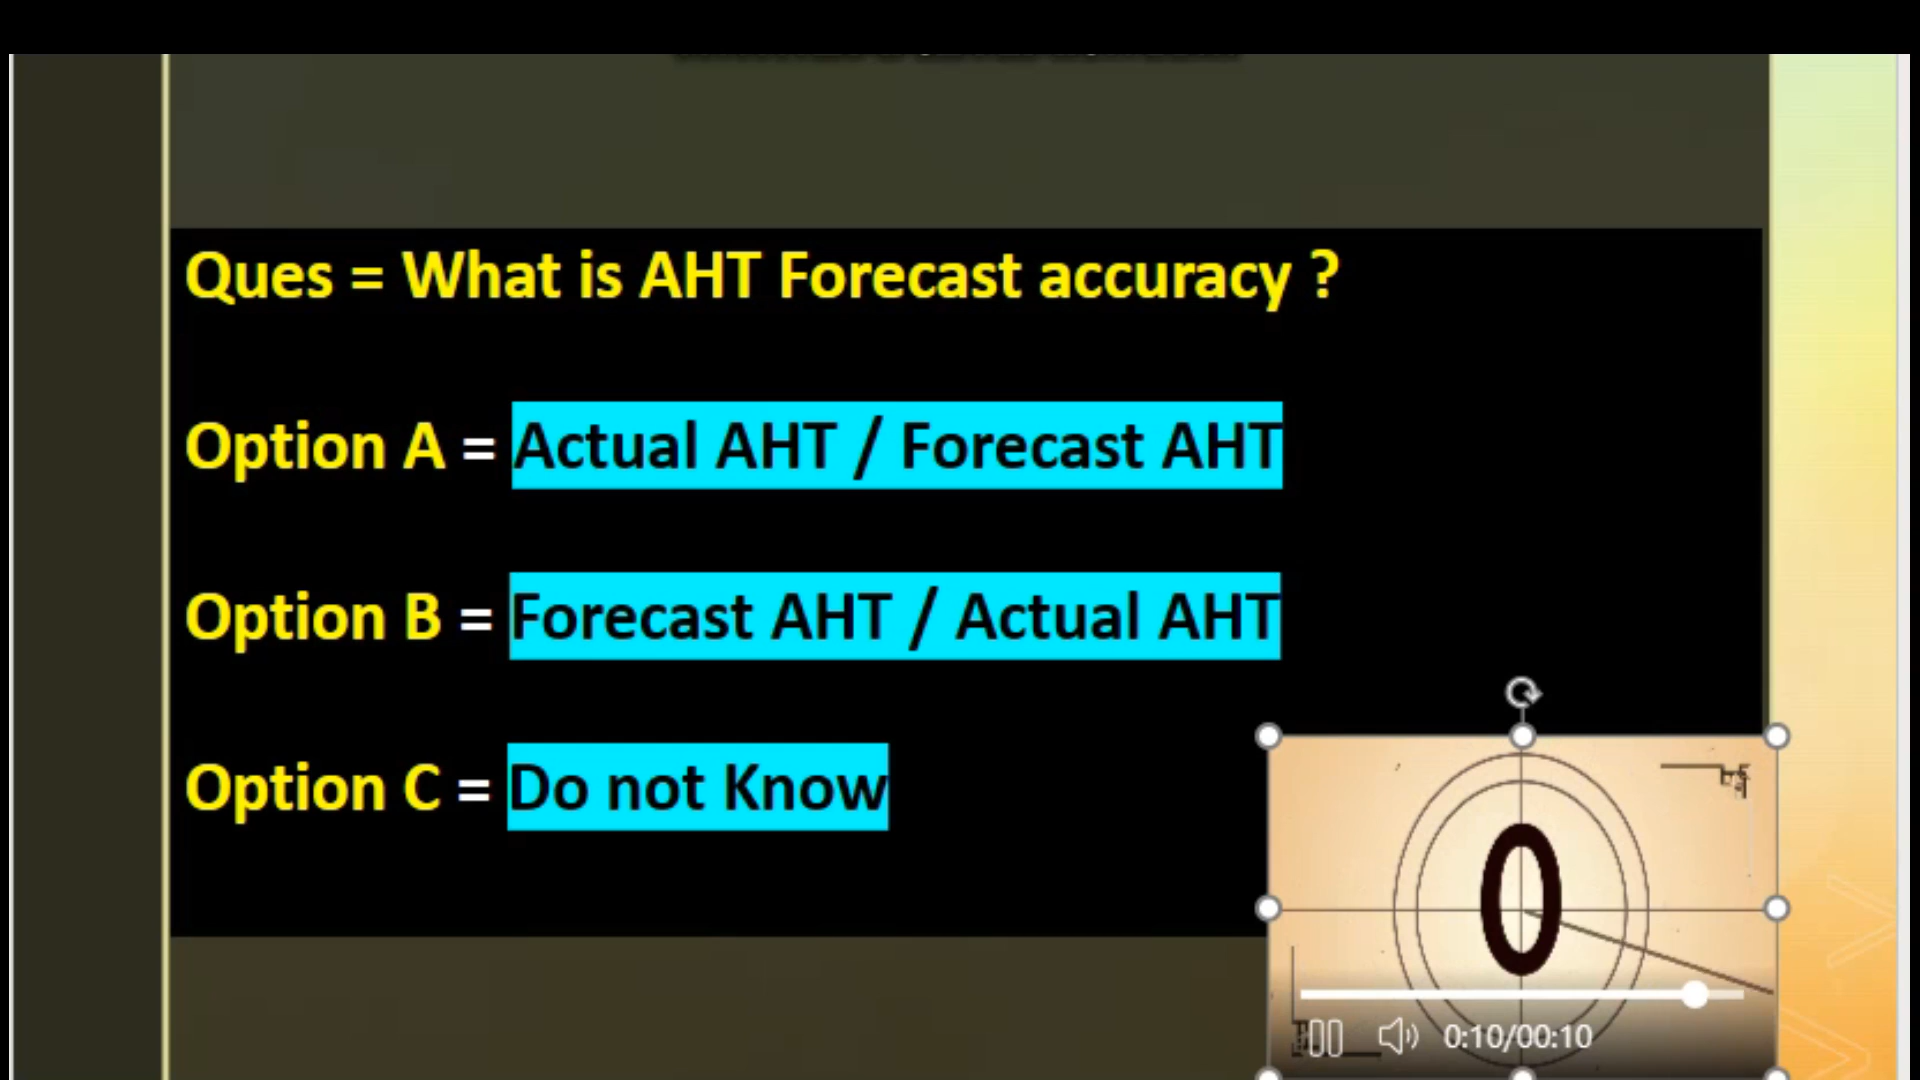 Ques = What is AHT Forecast accuracy ?
Option A = Actual AHT / Forecast AHT
Option B = Forecast AHT / Actual AHT
Option C = Do not Know
0
0:10/00:10